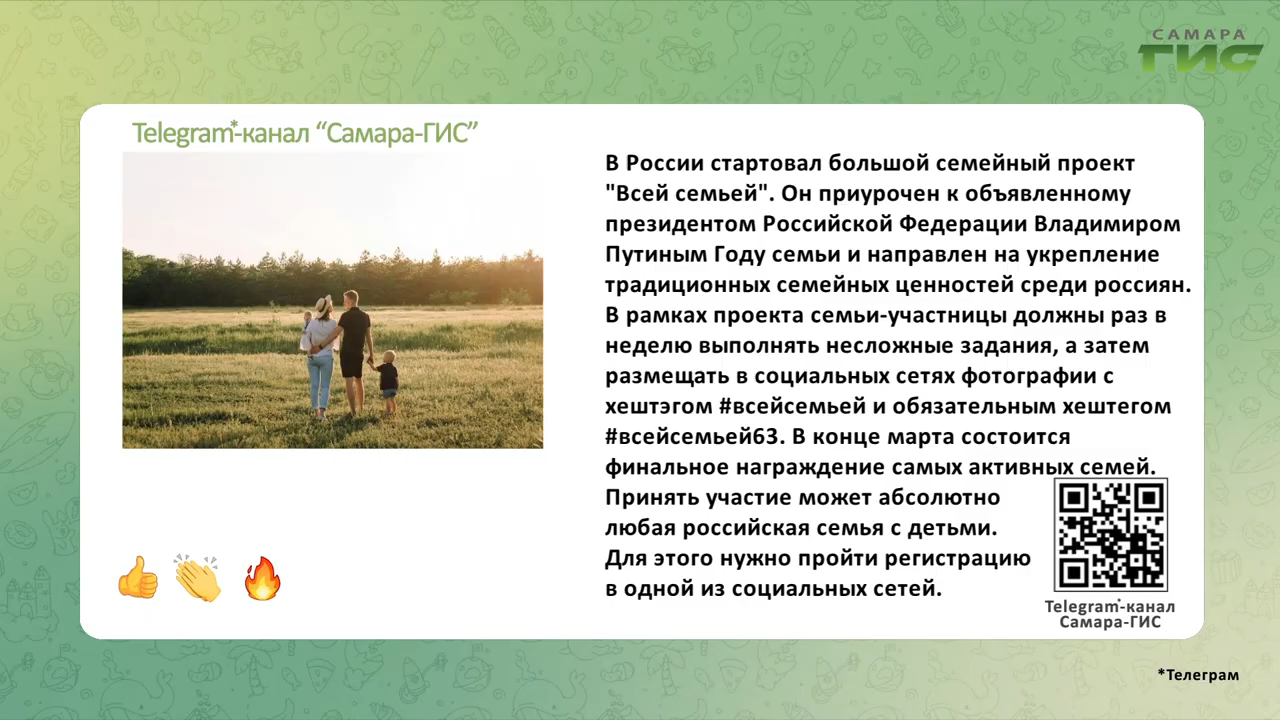 САМАРА
ГИС
Telegram*-канал “Самара-ГИС”
В России стартовал большой семейный проект
"Всей семьей". Он приурочен к объявленному
президентом Российской Федерации Владимиром
Путиным Году семьи и направлен на укрепление
традиционных семейных ценностей среди россиян.
В рамках проекта семьи-участницы должны раз в
неделю выполнять несложные задания, а затем
размещать в социальных сетях фотографии с
хештэгом #всейсемьей и обязательным хештегом
#всейсемьей63. В конце марта состоится
финальное награждение самых активных семей.
Принять участие может абсолютно
любая российская семья с детьми.
Для этого нужно пройти регистрацию
в одной из социальных сетей.
Telegram*-канал
Самара-ГИС
*Телеграм